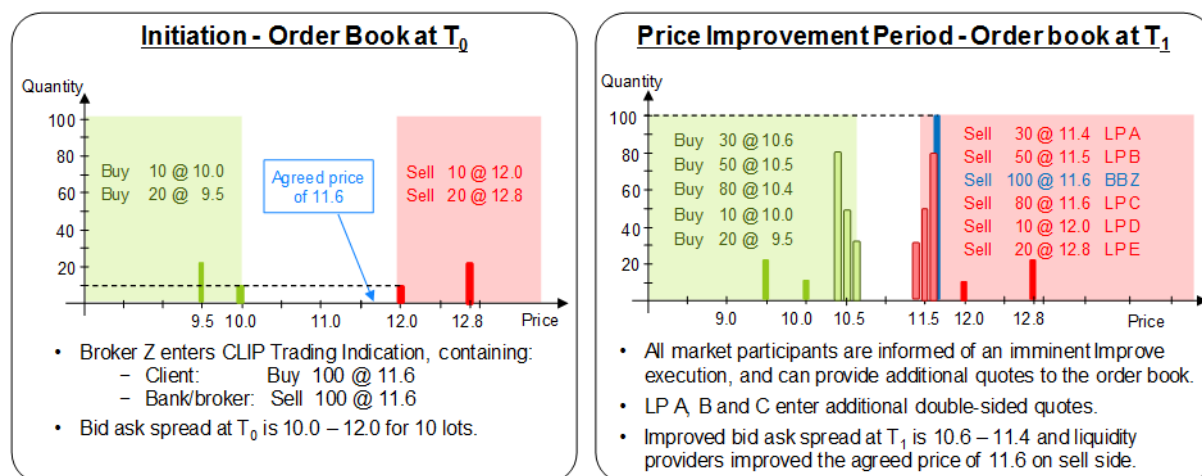 Initiation - Order Book at T0
Quantity
100
80
60
40
20
Buy 10 @ 10.0
Buy 20 @ 9.5
Agreed price
of 11.6
Sell 10 @ 12.0
Sell 20 @ 12.8
9.5 10.0 11.0 12.0 12.8 Price
• Broker Z enters CLIP Trading Indication, containing:
– Client: Buy 100 @ 11.6
– Bank/broker: Sell 100 @ 11.6
• Bid ask spread at T0 is 10.0 – 12.0 for 10 lots.
Price Improvement Period - Order book at T1
Quantity
100
80
60
40
20
Buy 30 @ 10.6
Buy 50 @ 10.5
Buy 80 @ 10.4
Buy 10 @ 10.0
Buy 20 @ 9.5
Sell 30 @ 11.4 LP A
Sell 50 @ 11.5 LP B
Sell 100 @ 11.6 BBZ
Sell 80 @ 11.6 LP C
Sell 10 @ 12.0 LP D
Sell 20 @ 12.8 LP E
9.0 10.0 10.5 11.5 12.0 12.8 Price
• All market participants are informed of an imminent Improve
execution, and can provide additional quotes to the order book.
• LP A, B and C enter additional double-sided quotes.
• Improved bid ask spread at T1 is 10.6 – 11.4 and liquidity
providers improved the agreed price of 11.6 on sell side.